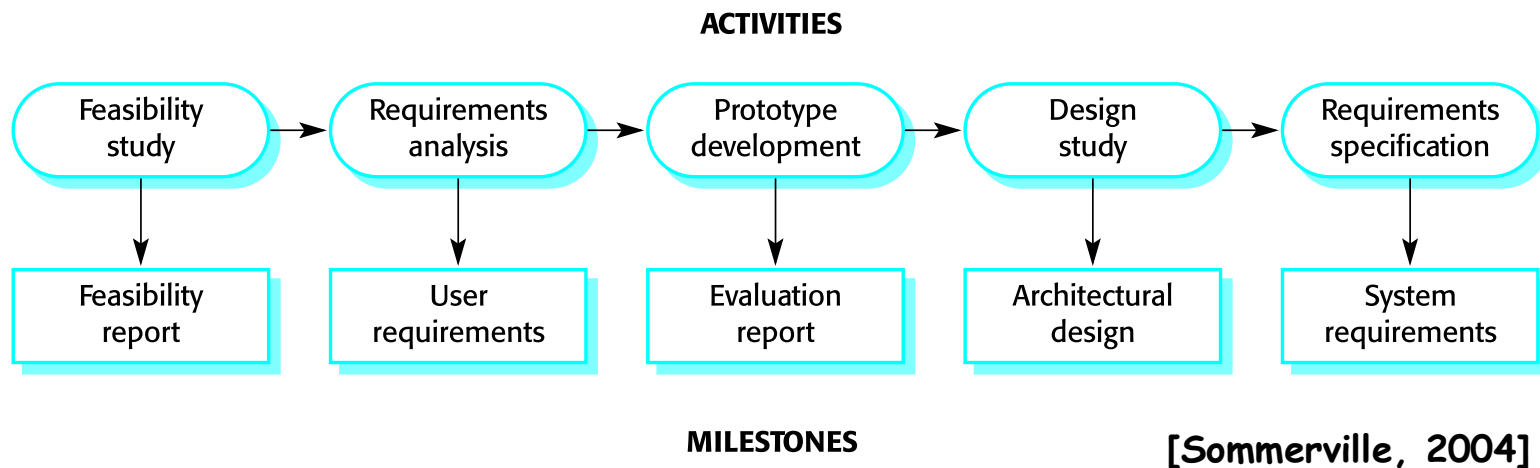 ACTIVITIES
Feasibility
study
Requirements
analysis
Prototype
development
Design
study
Requirements
specification
Feasibility
report
User
requirements
Evaluation
report
Architectural
design
System
requirements
MILESTONES
[Sommerville, 2004]